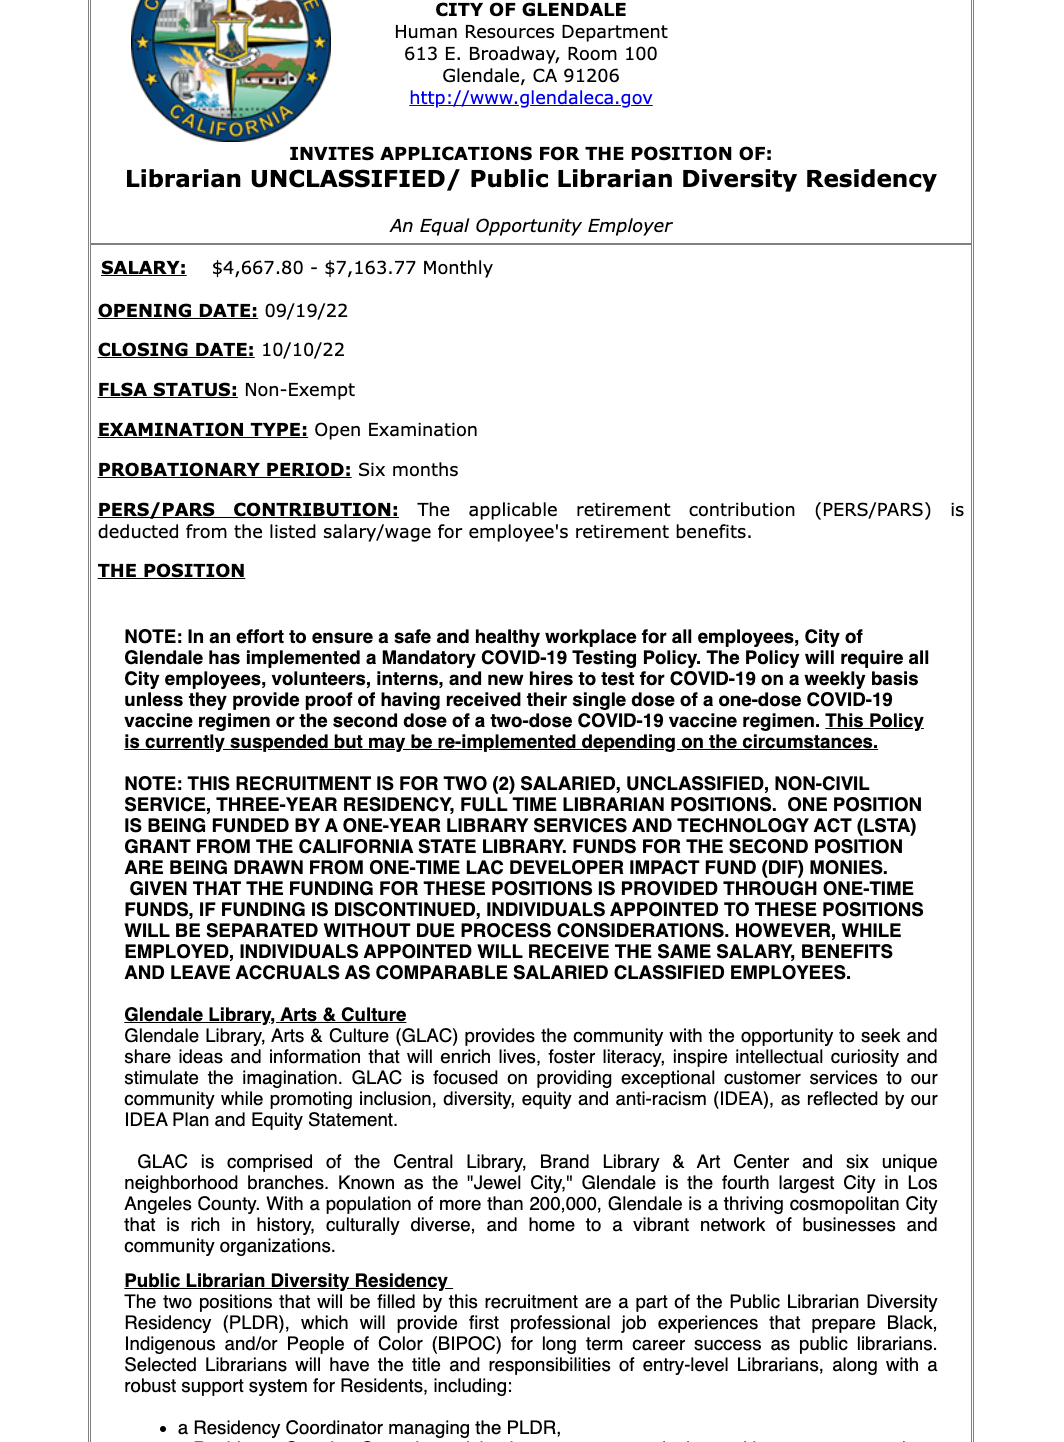 CITY OF GLENDALE
Human Resources Department
613 E. Broadway, Room 100
Glendale, CA 91206
http://www.glendaleca.gov
CALIFORNIA
INVITES APPLICATIONS FOR THE POSITION OF:
Librarian UNCLASSIFIED/ Public Librarian Diversity Residency
An Equal Opportunity Employer
SALARY: $4,667.80 - $7,163.77 Monthly
OPENING DATE: 09/19/22
CLOSING DATE: 10/10/22
FLSA STATUS: Non-Exempt
EXAMINATION TYPE: Open Examination
PROBATIONARY PERIOD: Six months
PERS/PARS CONTRIBUTION: The applicable retirement contribution (PERS/PARS) is
deducted from the listed salary/wage for employee's retirement benefits.
THE POSITION
NOTE: In an effort to ensure a safe and healthy workplace for all employees, City of
Glendale has implemented a Mandatory COVID-19 Testing Policy. The Policy will require all
City employees, volunteers, interns, and new hires to test for COVID-19 on a weekly basis
unless they provide proof of having received their single dose of a one-dose COVID-19
vaccine regimen or the second dose of a two-dose COVID-19 vaccine regimen. This Policy
is currently suspended but may be re-implemented depending on the circumstances.
NOTE: THIS RECRUITMENT IS FOR TWO (2) SALARIED, UNCLASSIFIED, NON-CIVIL
SERVICE, THREE-YEAR RESIDENCY, FULL TIME LIBRARIAN POSITIONS. ONE POSITION
IS BEING FUNDED BY A ONE-YEAR LIBRARY SERVICES AND TECHNOLOGY ACT (LSTA)
GRANT FROM THE CALIFORNIA STATE LIBRARY. FUNDS FOR THE SECOND POSITION
ARE BEING DRAWN FROM ONE-TIME LAC DEVELOPER IMPACT FUND (DIF) MONIES.
GIVEN THAT THE FUNDING FOR THESE POSITIONS IS PROVIDED THROUGH ONE-TIME
FUNDS, IF FUNDING IS DISCONTINUED, INDIVIDUALS APPOINTED TO THESE POSITIONS
WILL BE SEPARATED WITHOUT DUE PROCESS CONSIDERATIONS. HOWEVER, WHILE
EMPLOYED, INDIVIDUALS APPOINTED WILL RECEIVE THE SAME SALARY, BENEFITS
AND LEAVE ACCRUALS AS COMPARABLE SALARIED CLASSIFIED EMPLOYEES.
Glendale Library, Arts & Culture
Glendale Library, Arts & Culture (GLAC) provides the community with the opportunity to seek and
share ideas and information that will enrich lives, foster literacy, inspire intellectual curiosity and
stimulate the imagination. GLAC is focused on providing exceptional customer services to our
community while promoting inclusion, diversity, equity and anti-racism (IDEA), as reflected by our
IDEA Plan and Equity Statement.
GLAC is comprised of the Central Library, Brand Library & Art Center and six unique
neighborhood branches. Known as the "Jewel City," Glendale is the fourth largest City in Los
Angeles County. With a population of more than 200,000, Glendale is a thriving cosmopolitan City
that is rich in history, culturally diverse, and home to a vibrant network of businesses and
community organizations.
Public Librarian Diversity Residency
The two positions that will be filled by this recruitment are a part of the Public Librarian Diversity
Residency (PLDR), which will provide first professional job experiences that prepare Black,
Indigenous and/or People of Color (BIPOC) for long term career success as public librarians.
Selected Librarians will have the title and responsibilities of entry-level Librarians, along with a
robust support system for Residents, including:
• a Residency Coordinator managing the PLDR,